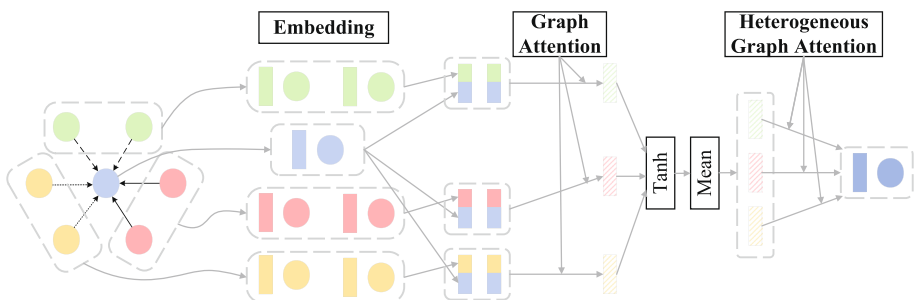 Embedding
Graph
Attention
Heterogeneous
Graph Attention
Tanh
Mean